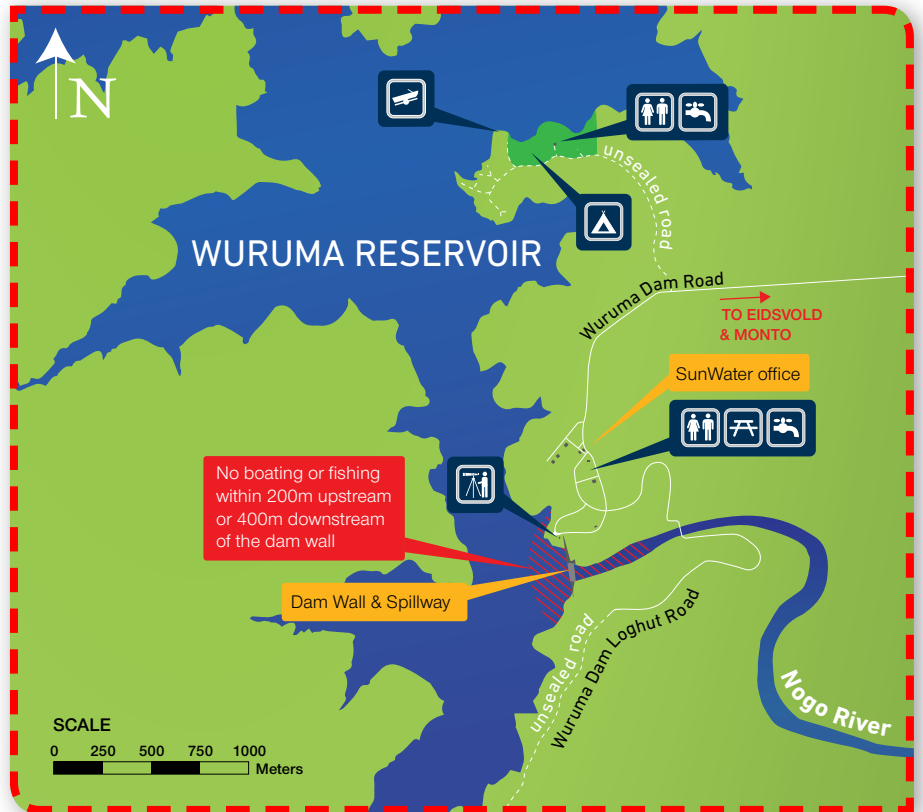 N
unsealed road
WURUMA RESERVOIR
Wuruma Dam Road
TO EIDSVOLD
& MONTO
SunWater office
No boating or fishing
within 200m upstream
or 400m downstream
of the dam wall
Dam Wall & Spillway
unsealed road
Wuruma Dam Loghut Road
Nogo River
SCALE
0 250 500 750 1000
Meters